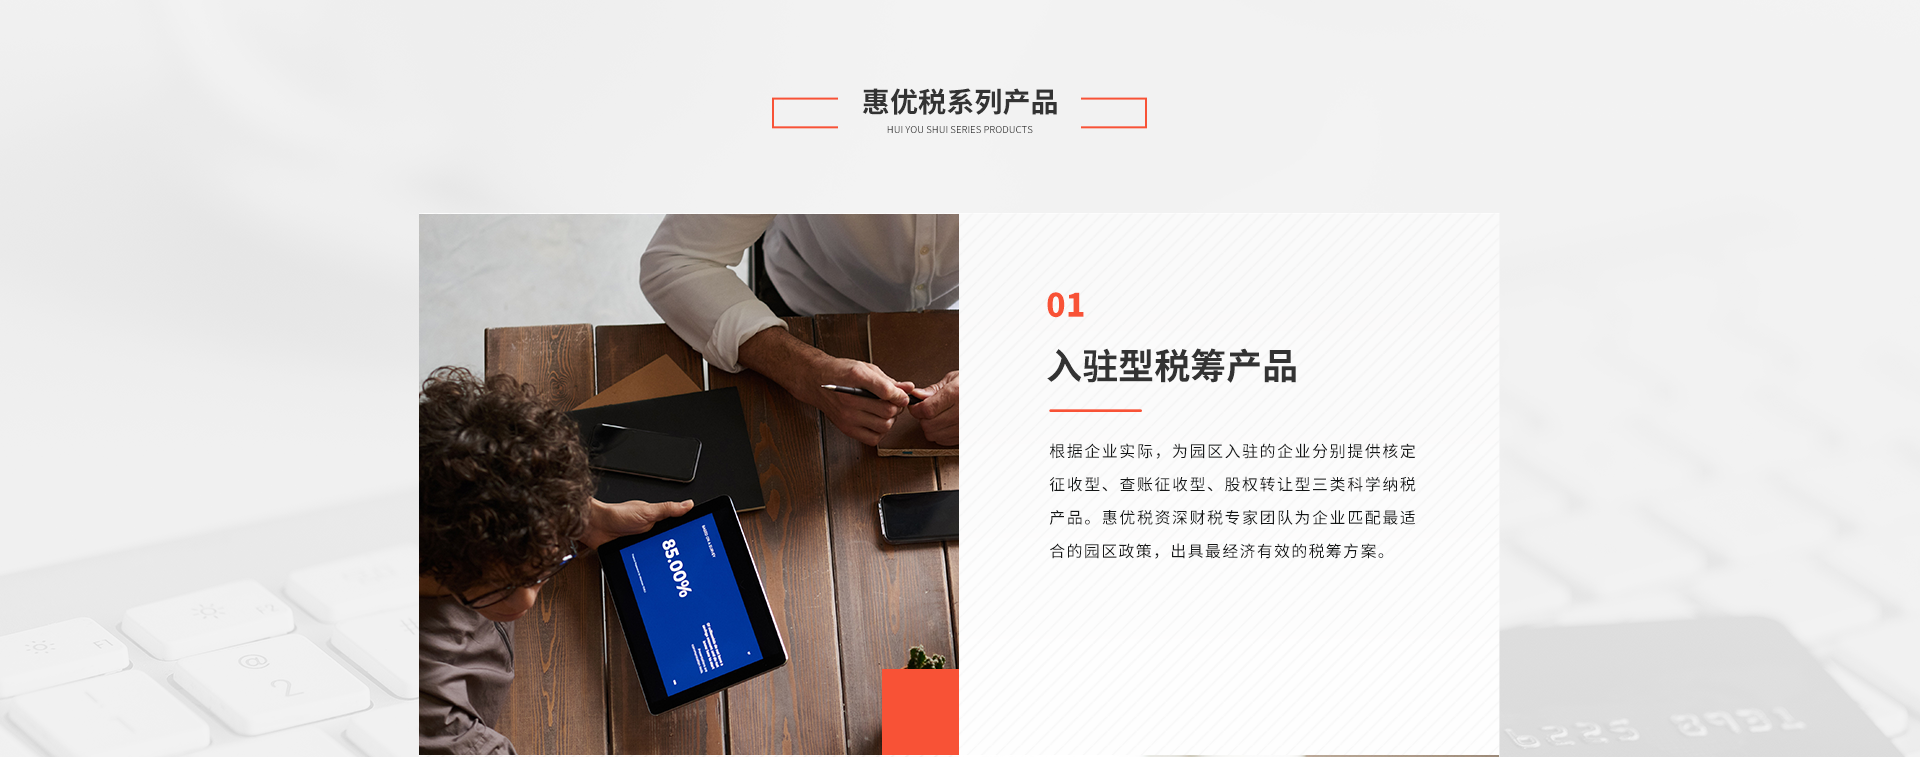 惠优税系列产品
HUI YOU SHUI SERIES PRODUCTS
01
入驻型税筹产品
根据企业实际，为园区入驻的企业分别提供核定
征收型、查账征收型、股权转让型三类科学纳税
产品。惠优税资深财税专家团队为企业匹配最适
合的园区政策，出具最经济有效的税筹方案。
85.00%
F1
F2
@
2